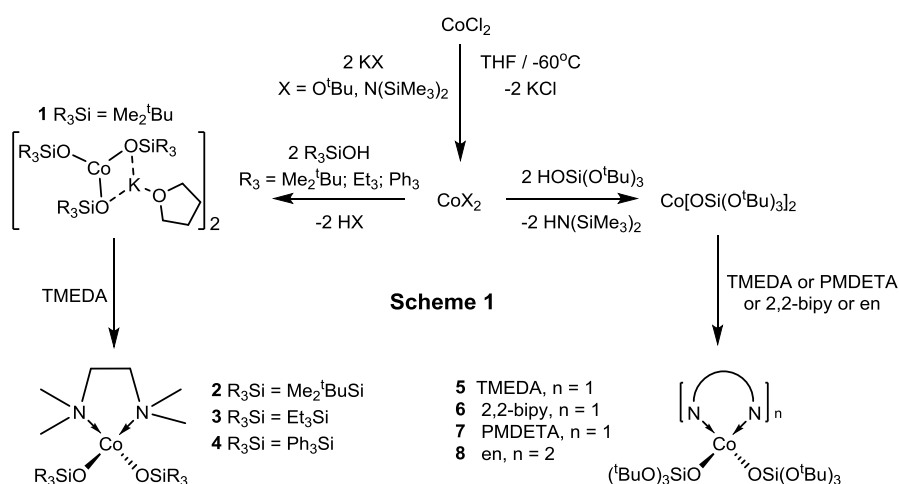 CoCl2
2 KX
X = OtBu, N(SiMe3)2
THF / -60oC
-2 KCl
1 R3Si = Me2tBu
R3SiO
OSiR3
Co
K
O
R3SiO
O
2
2 R3SiOH
R3 = Me2tBu; Et3; Ph3
-2 HX
CoX2
2 HOSi(OtBu)3
-2 HN(SiMe3)2
Co[OSi(OtBu)3]2
TMEDA
Scheme 1
TMEDA or PMDETA
or 2,2-bipy or en
N
N
Co
R3SiO
OSiR3
2 R3Si = Me2tBuSi
3 R3Si = Et3Si
4 R3Si = Ph3Si
5 TMEDA, n = 1
6 2,2-bipy, n = 1
7 PMDETA, n = 1
8 en, n = 2
N
N
n
Co
(tBuO)3SiO
OSi(OtBu)3